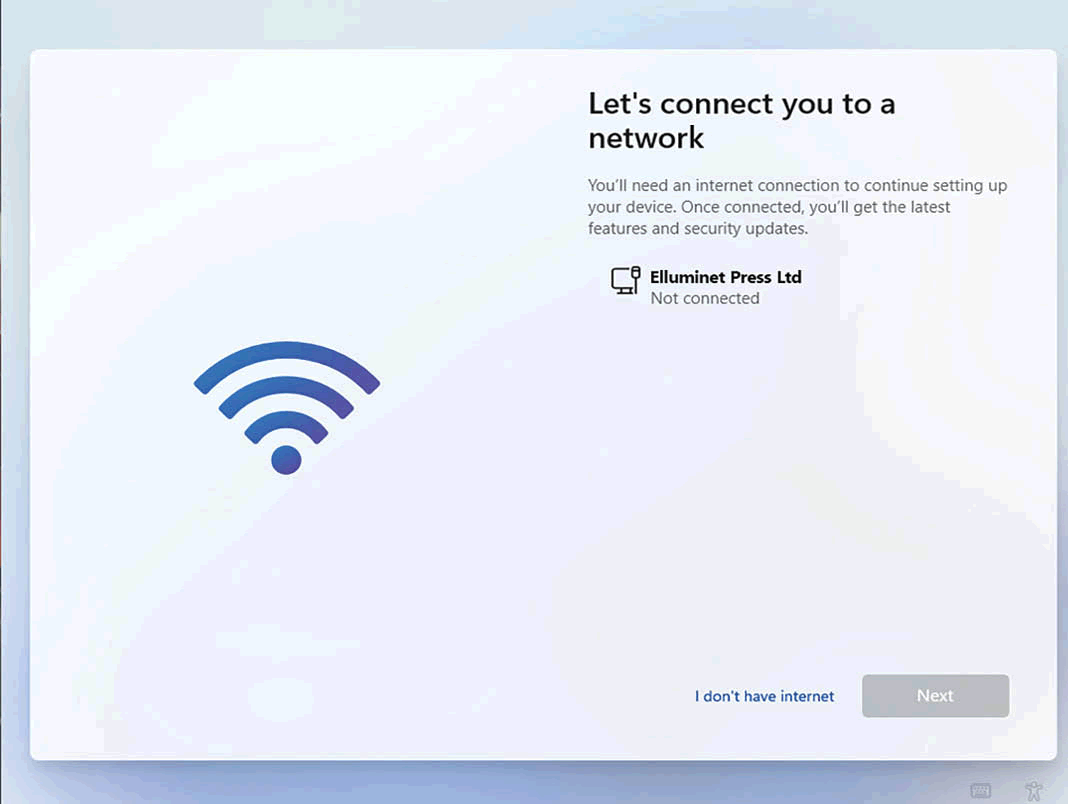 Let's connect you to a
network
You'll need an internet connection to continue setting up
your device. Once connected, you'll get the latest
features and security updates.
Elluminet Press Ltd
Not connected
I don't have internet
Next